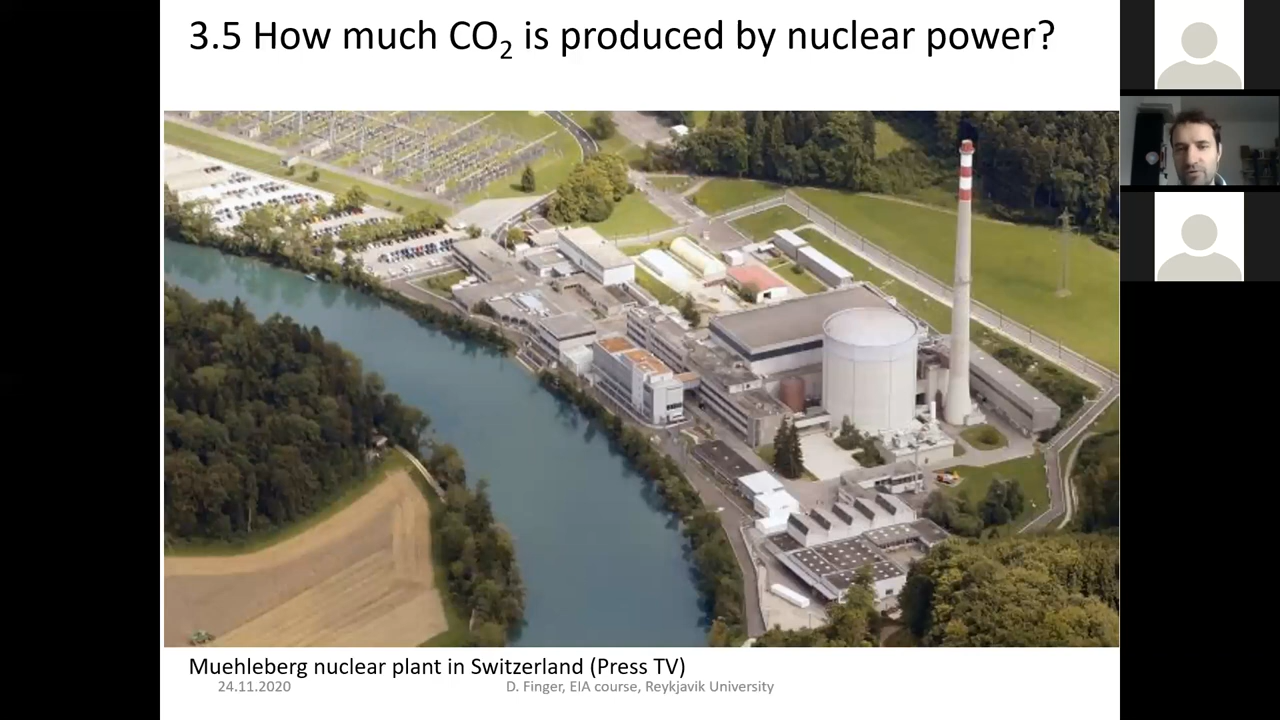 3.5 How much CO₂ is produced by nuclear power?
Muehleberg nuclear plant in Switzerland (Press TV)
24.11.2020
D. Finger, EIA course, Reykjavik University